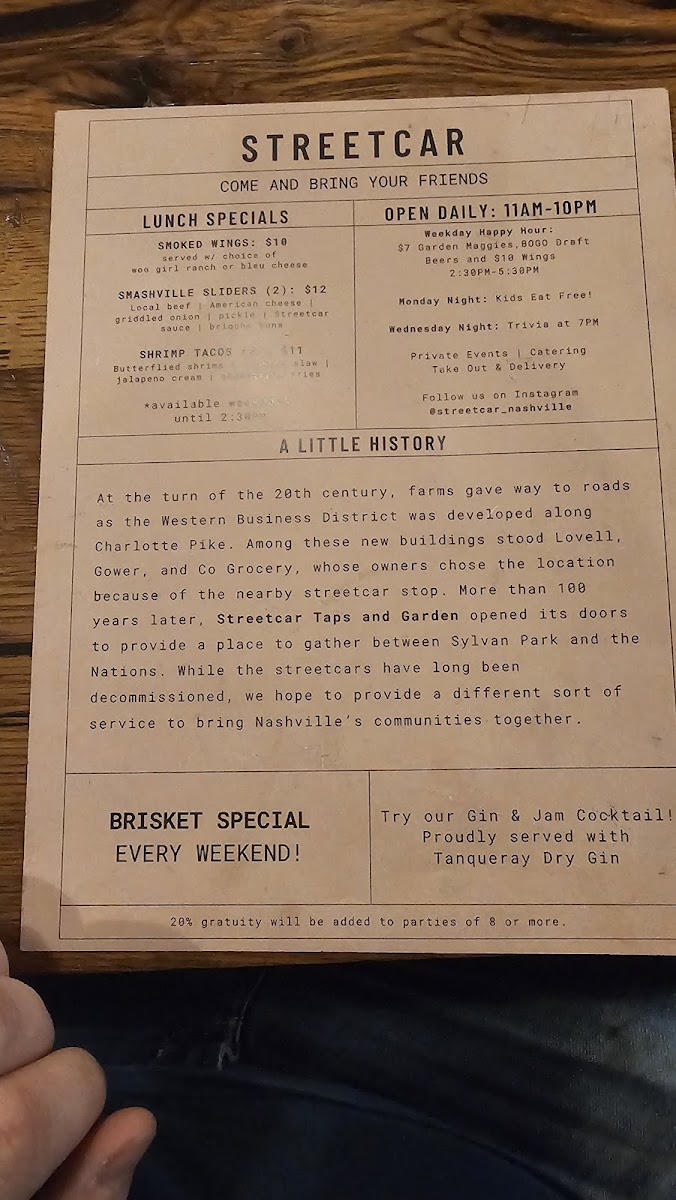 STREETCAR
COME AND BRING YOUR FRIENDS
LUNCH SPECIALS
SMOKED WINGS: $10
served w/ choice of
woo girl ranch or bleu cheese
SMASHVILLE SLIDERS (2): $12
Local beef | American cheese |
griddled onion | pickle | Streetcar
sauce | brioche buns
SHRIMP TACOS $11
Butterflied shrimp slaw |
jalapeno cream | fries
*available
until 2:30PM
OPEN DAILY: 11AM-10PM
Weekday Happy Hour:
$7 Garden Maggies,BOGO Draft
Beers and $10 Wings
2:30PM-5:30PM
Monday Night: Kids Eat Free!
Wednesday Night: Trivia at 7PM
Private Events | Catering
Take Out & Delivery
Follow us on Instagram
@streetcar_nashville
A LITTLE HISTORY
At the turn of the 20th century, farms gave way to roads
as the Western Business District was developed along
Charlotte Pike. Among these new buildings stood Lovell,
Gower, and Co Grocery, whose owners chose the location
because of the nearby streetcar stop. More than 100
years later, Streetcar Taps and Garden opened its doors
to provide a place to gather between Sylvan Park and the
Nations. While the streetcars have long been
decommissioned, we hope to provide a different sort of
service to bring Nashville's communities together.
BRISKET SPECIAL
EVERY WEEKEND!
Try our Gin & Jam Cocktail!
Proudly served with
Tanqueray Dry Gin
20% gratuity will be added to parties of 8 or more.